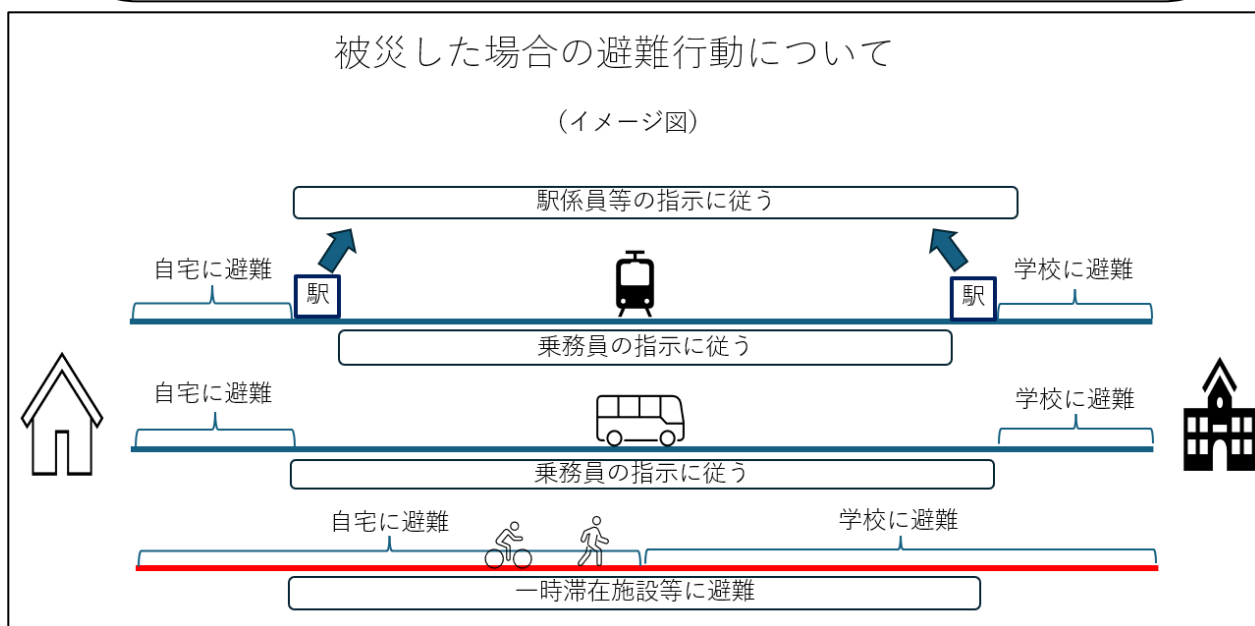 被災した場合の避難行動について
（イメージ図）
駅係員等の指示に従う
自宅に避難
学校に避難
駅
駅
乗務員の指示に従う
自宅に避難
学校に避難
乗務員の指示に従う
自宅に避難
学校に避難
一時滞在施設等に避難